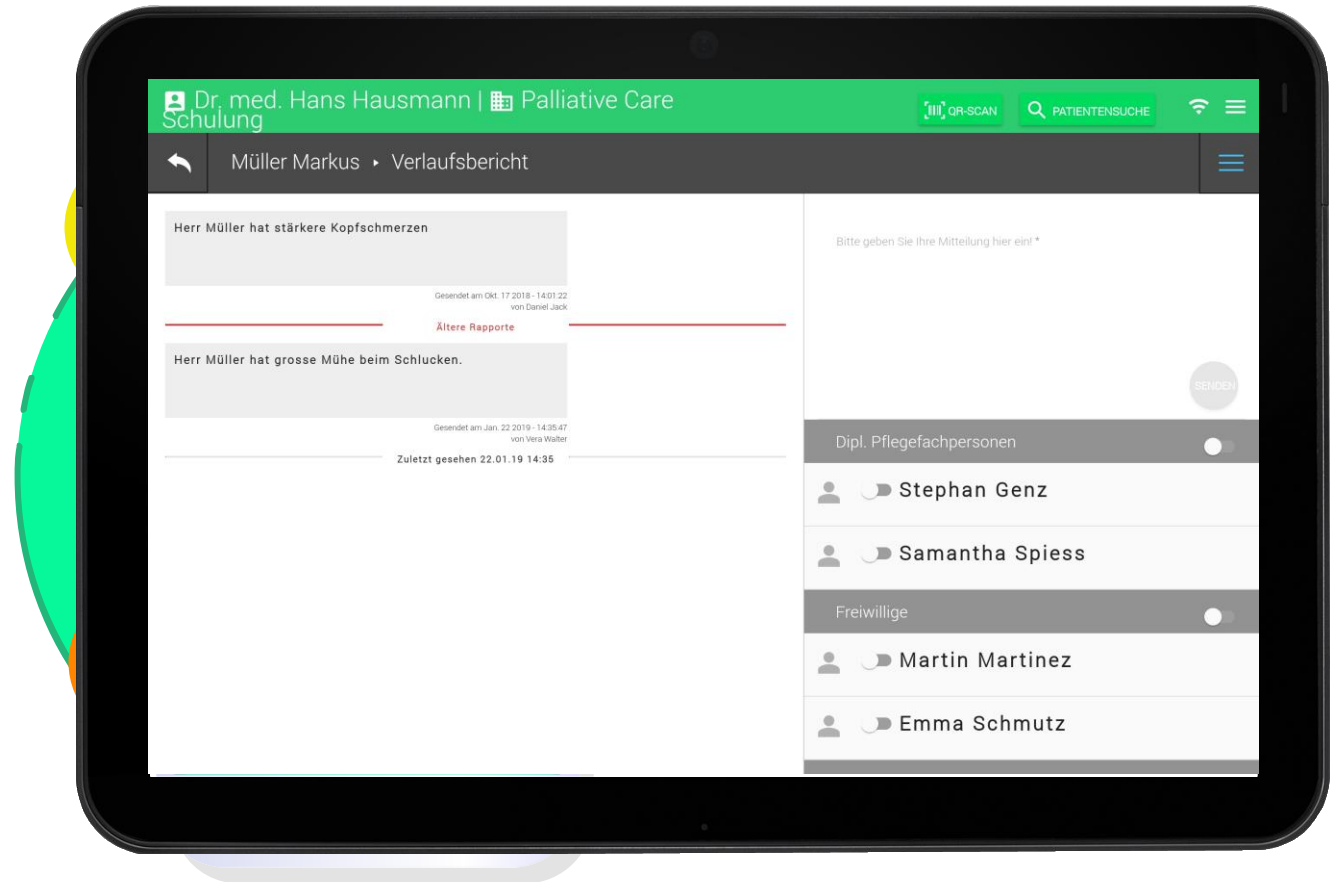 Dr. med. Hans Hausmann | Palliative Care
Schulung
QR-SCAN
PATIENTENSUCHE
Müller Markus ▸ Verlaufsbericht
Herr Müller hat stärkere Kopfschmerzen
Gesendet am Okt. 17 2018 - 14:01:22
von Daniel Jack
Ältere Rapporte
Herr Müller hat grosse Mühe beim Schlucken.
Gesendet am Jan. 22 2019 - 14:35:47
von Vera Walter
Zuletzt gesehen 22.01.19 14:35
Bitte geben Sie Ihre Mitteilung hier ein! *
SENDEN
Dipl. Pflegefachpersonen
Stephan Genz
Samantha Spiess
Freiwillige
Martin Martinez
Emma Schmutz